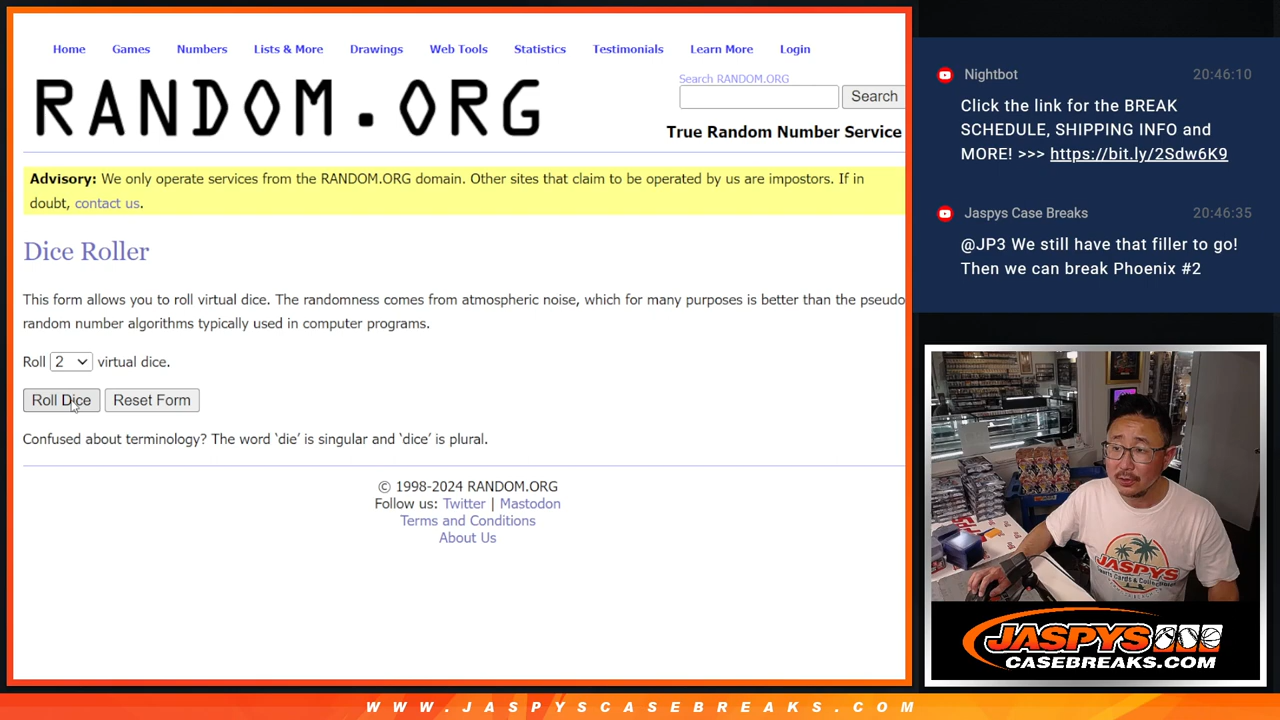 Home Games Numbers Lists & More Drawings Web Tools Statistics Testimonials Learn More Login
RANDOM.ORG
Search RANDOM.ORG
Search
True Random Number Service
Advisory: We only operate services from the RANDOM.ORG domain. Other sites that claim to be operated by us are impostors. If in
doubt, contact us.
Dice Roller
This form allows you to roll virtual dice. The randomness comes from atmospheric noise, which for many purposes is better than the pseudo
random number algorithms typically used in computer programs.
Roll 2 virtual dice.
Roll Dice Reset Form
Confused about terminology? The word ‘die’ is singular and ‘dice’ is plural.
© 1998-2024 RANDOM.ORG
Follow us: Twitter | Mastodon
Terms and Conditions
About Us
Nightbot 20:46:10
Click the link for the BREAK
SCHEDULE, SHIPPING INFO and
MORE! >>> https://bit.ly/2Sdw6K9
Jaspys Case Breaks 20:46:35
@JP3 We still have that filler to go!
Then we can break Phoenix #2
JASPYS
Sports Cards & Collectibles
JASPYS
CASEBREAKS.COM
WWW.JASPYSCASEBREAKS.COM